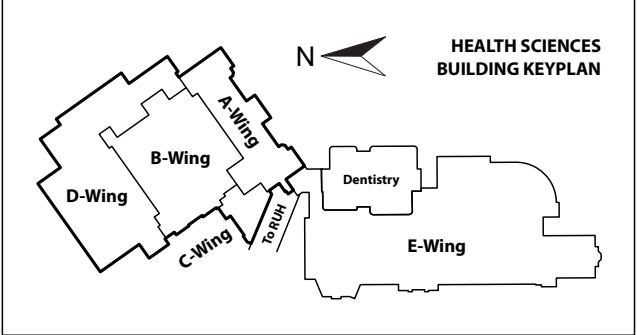 N
HEALTH SCIENCES
BUILDING KEYPLAN
A-Wing
B-Wing
D-Wing
C-Wing
To RUH
Dentistry
E-Wing